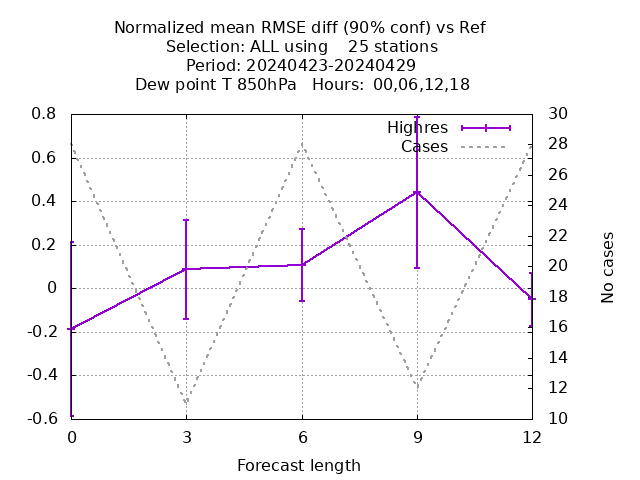 Normalized mean RMSE diff (90% conf) vs Ref
Selection: ALL using    25 stations
Period: 20240423-20240429
Dew point T 850hPa   Hours: 00,06,12,18
Highres
Cases
0.8
0.6
0.4
0.2
0
-0.2
-0.4
-0.6
30
28
26
24
22
20
18
16
14
12
10
No cases
0 3 6 9 12
Forecast length